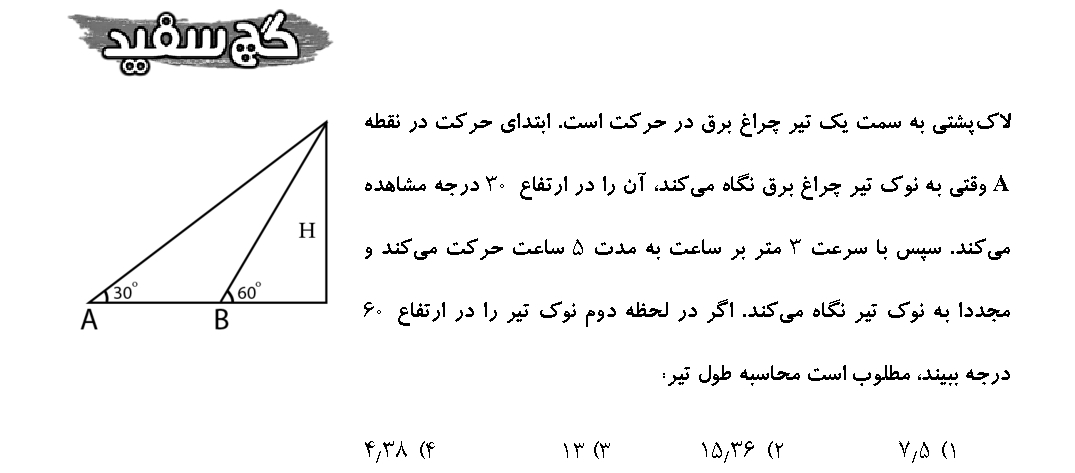 گچ سفید
لاک‌پشتی به سمت یک تیر چراغ برق در حرکت است. ابتدای حرکت در نقطه
A وقتی به نوک تیر چراغ برق نگاه می‌کند، آن را در ارتفاع ۳۰ درجه مشاهده
می‌کند. سپس با سرعت ۳ متر بر ساعت به مدت ۵ ساعت حرکت می‌کند و
مجددا به نوک تیر نگاه می‌کند. اگر در لحظه دوم نوک تیر را در ارتفاع ۶۰
درجه ببیند، مطلوب است محاسبه طول تیر:
H
30° 60°
A B
۱) ۷٫۵ ۲) ۱۵٫۳۶ ۳) ۱۳ ۴) ۴٫۳۸